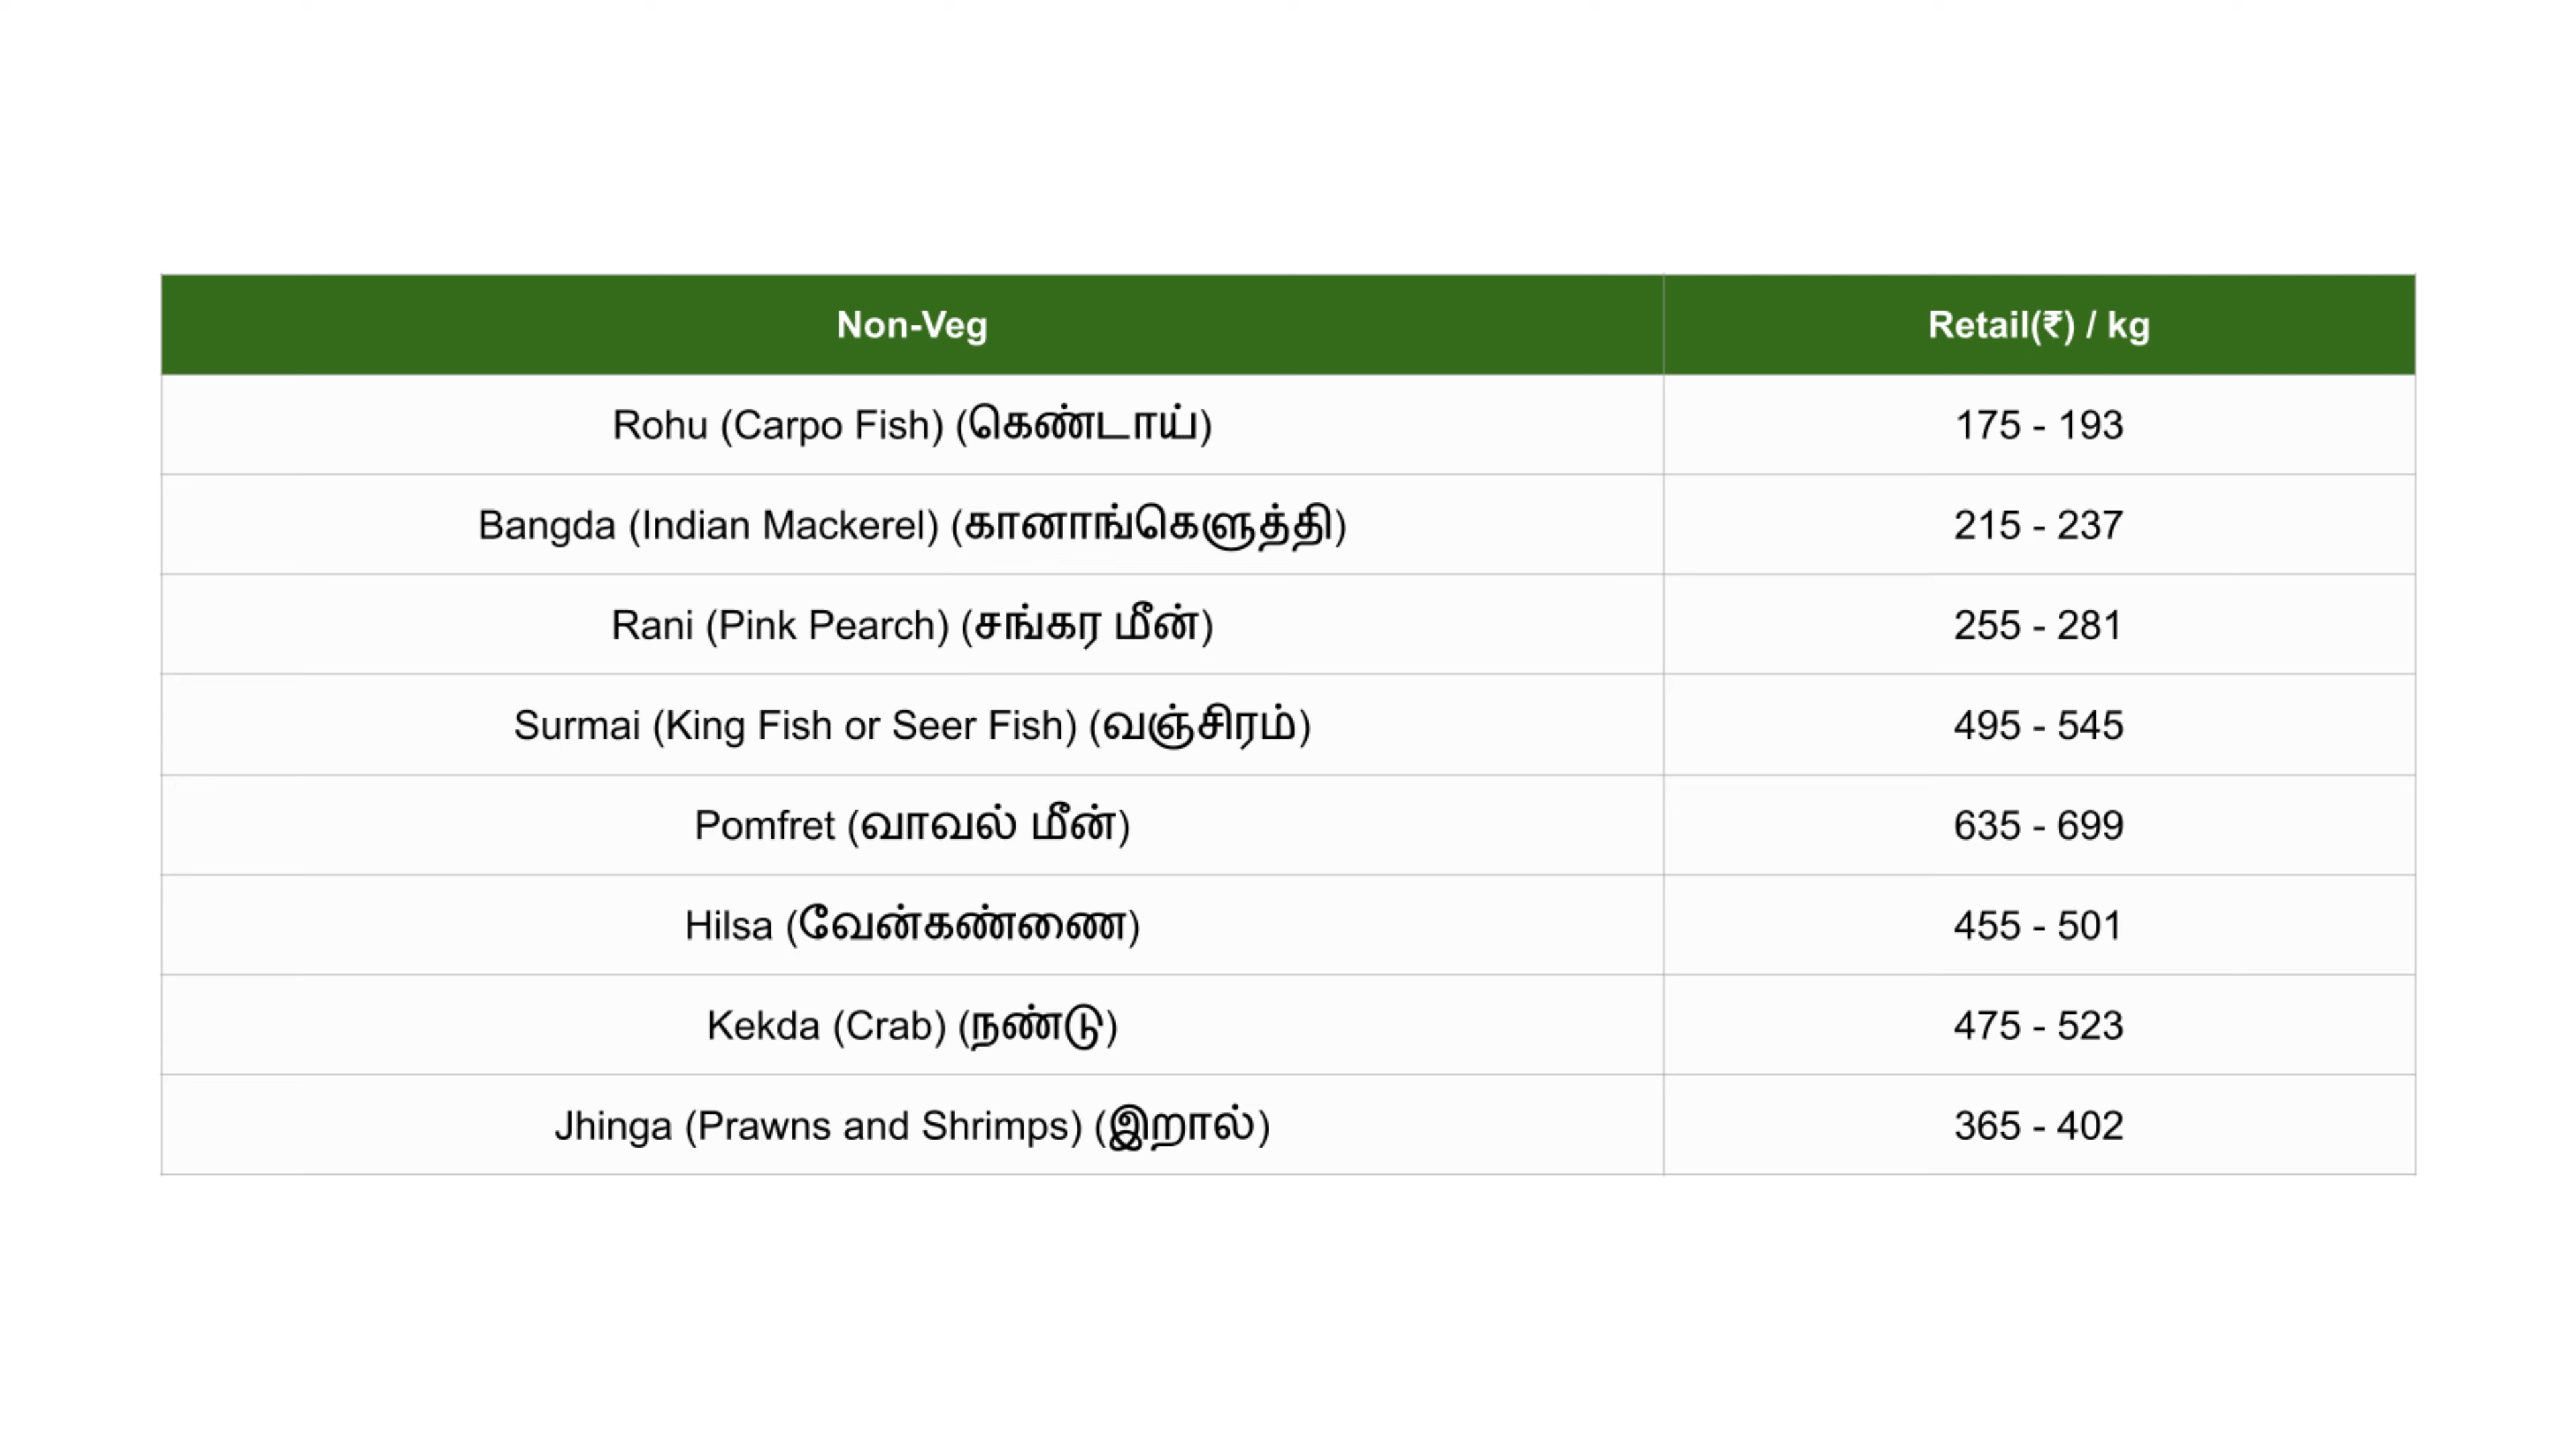 Non-Veg Retail(₹) / kg
Rohu (Carpo Fish) (கெண்டாய்) 175 - 193
Bangda (Indian Mackerel) (கானாங்கெளுத்தி) 215 - 237
Rani (Pink Pearch) (சங்கர மீன்) 255 - 281
Surmai (King Fish or Seer Fish) (வஞ்சிரம்) 495 - 545
Pomfret (வாவல் மீன்) 635 - 699
Hilsa (வேன்கண்ணை) 455 - 501
Kekda (Crab) (நண்டு) 475 - 523
Jhinga (Prawns and Shrimps) (இறால்) 365 - 402